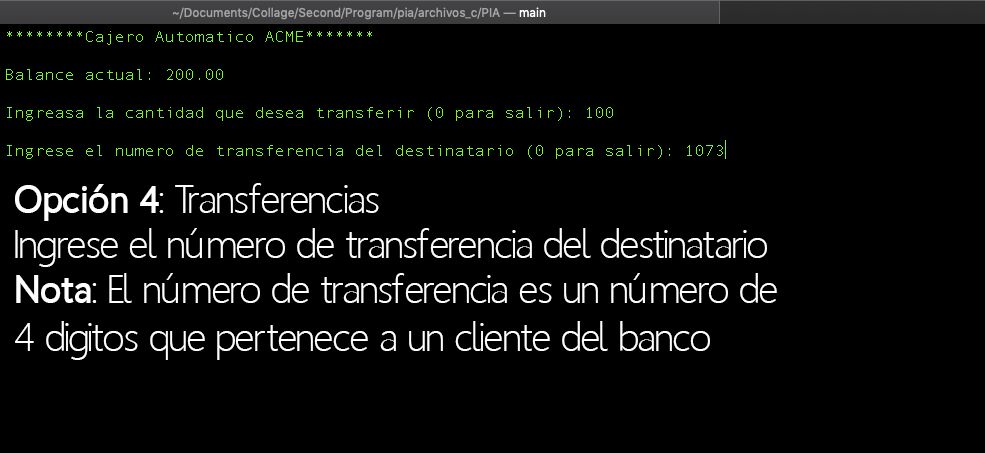 ~/Documents/Collage/Second/Program/pia/archivos_c/PIA — main
********Cajero Automatico ACME*******
Balance actual: 200.00
Ingreasa la cantidad que desea transferir (0 para salir): 100
Ingrese el numero de transferencia del destinatario (0 para salir): 1073
Opción 4: Transferencias
Ingrese el número de transferencia del destinatario
Nota: El número de transferencia es un número de
4 digitos que pertenece a un cliente del banco